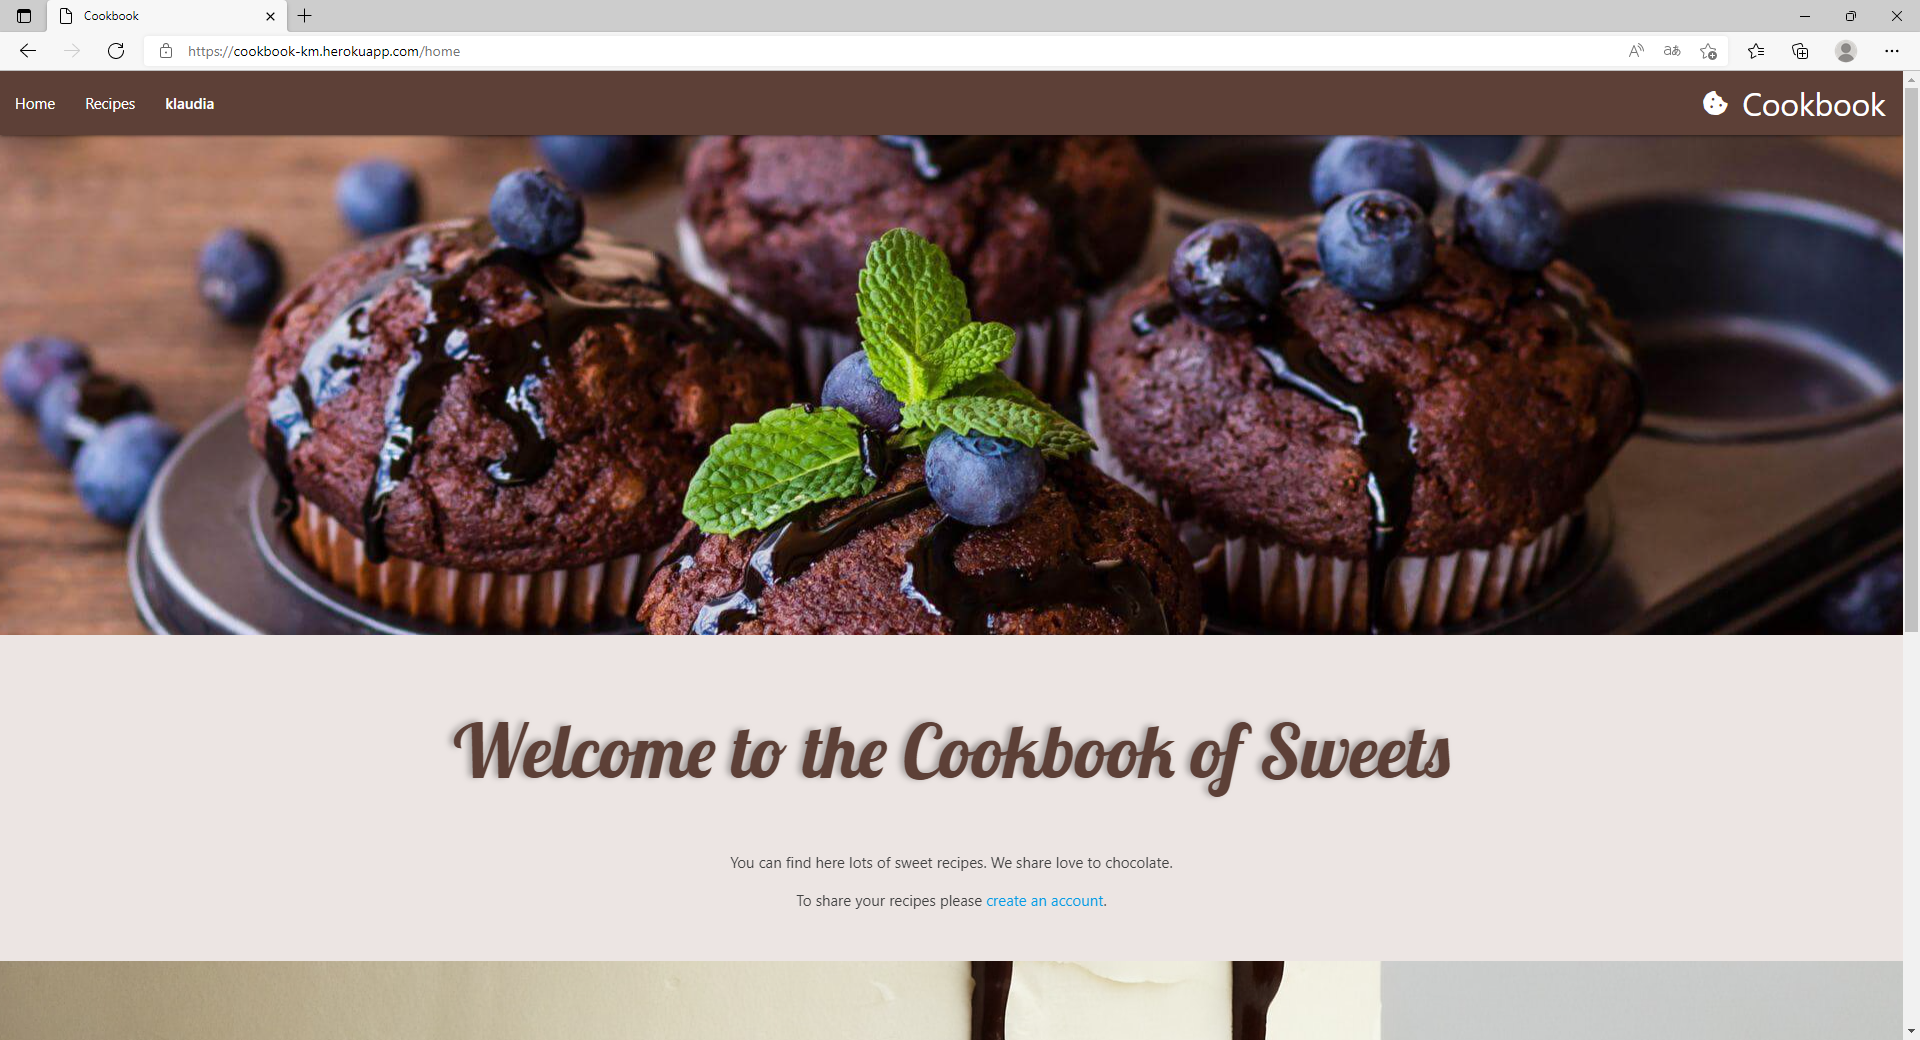 Cookbook
https://cookbook-km.herokuapp.com/home
Home Recipes klaudia Cookbook
Welcome to the Cookbook of Sweets
You can find here lots of sweet recipes. We share love to chocolate.
To share your recipes please create an account.